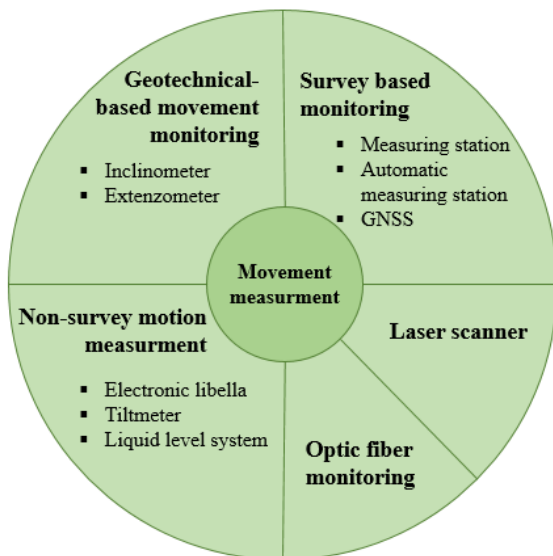 Geotechnical-
based movement
monitoring
▪ Inclinometer
▪ Extenzometer
Survey based
monitoring
▪ Measuring station
▪ Automatic
measuring station
▪ GNSS
Movement
measurment
Non-survey motion
measurment
▪ Electronic libella
▪ Tiltmeter
▪ Liquid level system
Laser scanner
Optic fiber
monitoring